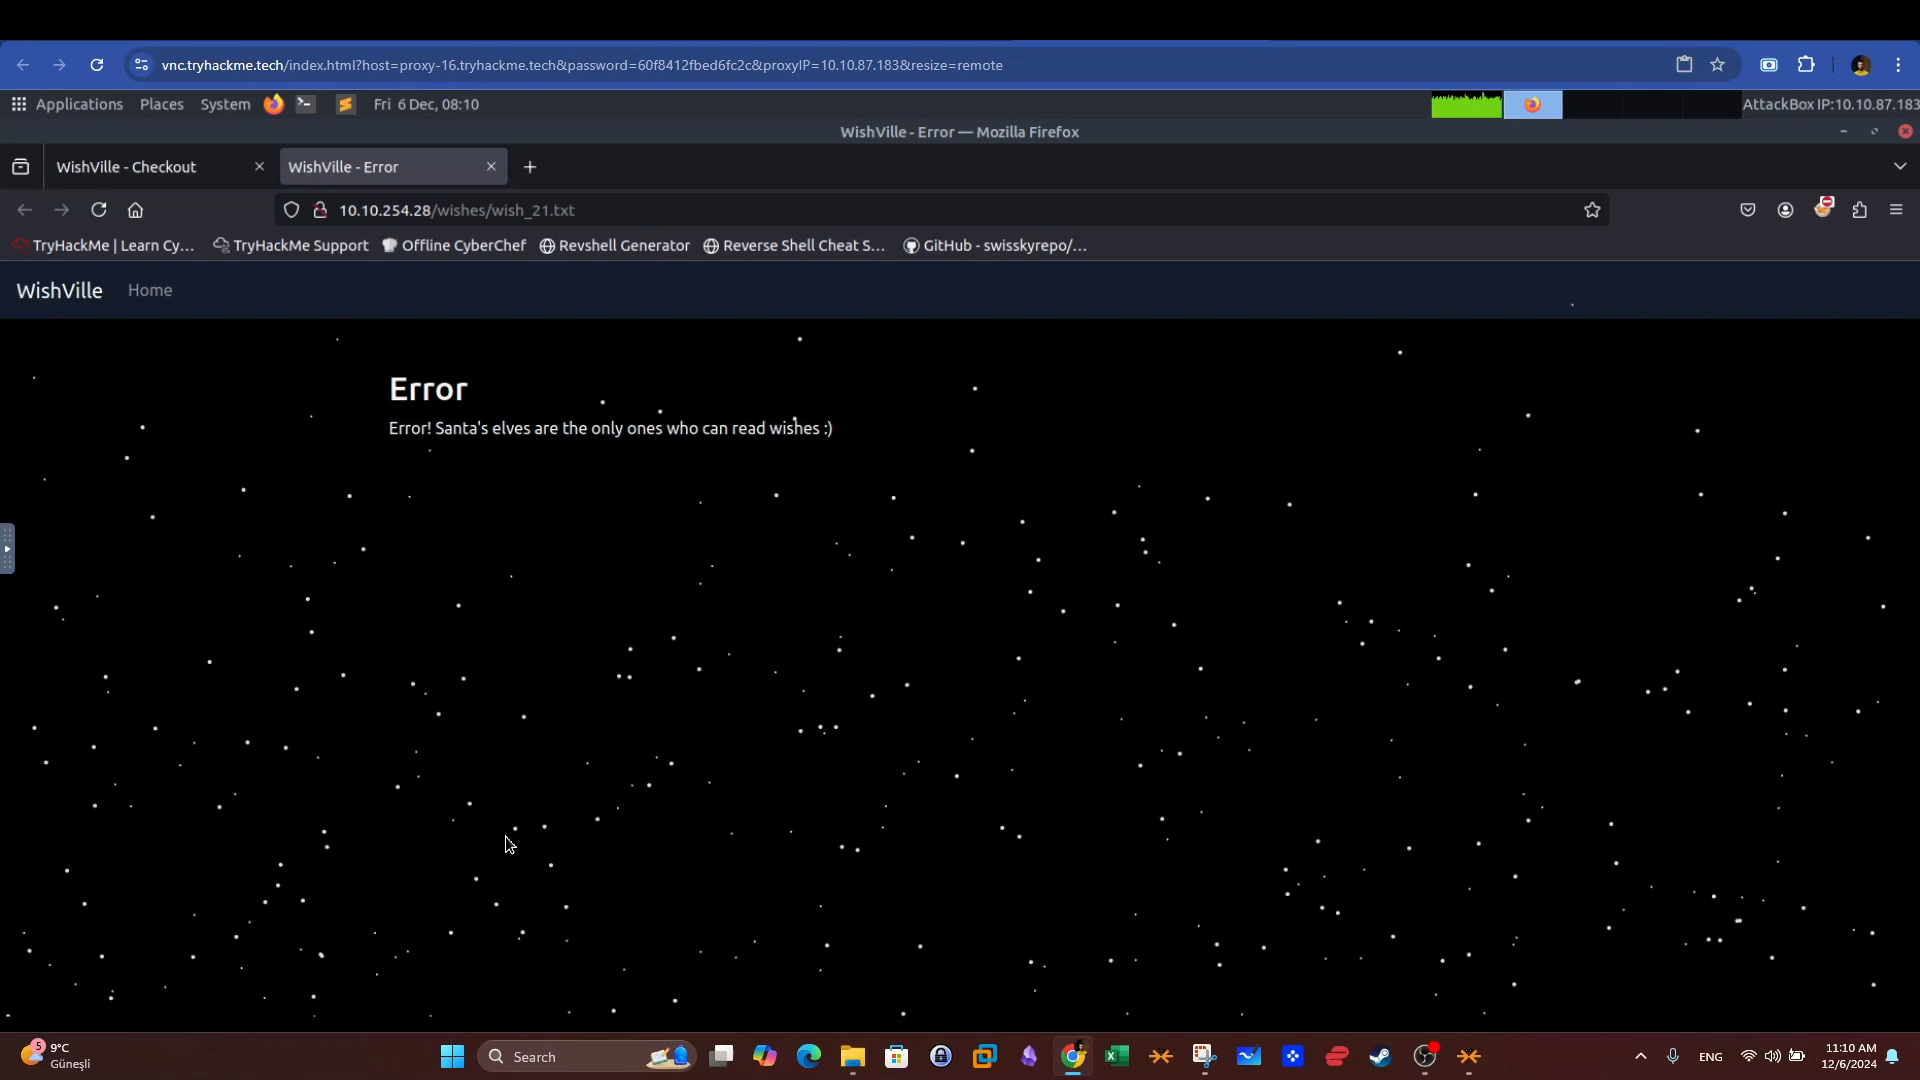 vnc.tryhackme.tech/index.html?host=proxy-16.tryhackme.tech&password=60f8412fbed6fc2c&proxyIP=10.10.87.183&resize=remote
Applications Places System Fri 6 Dec, 08:10 AttackBox IP:10.10.87.183
WishVille - Error — Mozilla Firefox
WishVille - Checkout WishVille - Error
10.10.254.28/wishes/wish_21.txt
TryHackMe | Learn Cy... TryHackMe Support Offline CyberChef Revshell Generator Reverse Shell Cheat S... GitHub - swisskyrepo/...
WishVille Home
Error
Error! Santa's elves are the only ones who can read wishes :)
5 9°C
Güneşli
Search
ENG
11:10 AM
12/6/2024